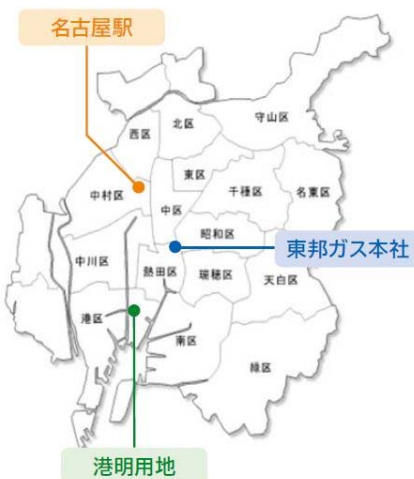 名古屋駅
守山区
北区
西区
東区
千種区
名東区
中村区
中区
昭和区
東邦ガス本社
中川区
熱田区
瑞穂区
天白区
港区
南区
緑区
港明用地